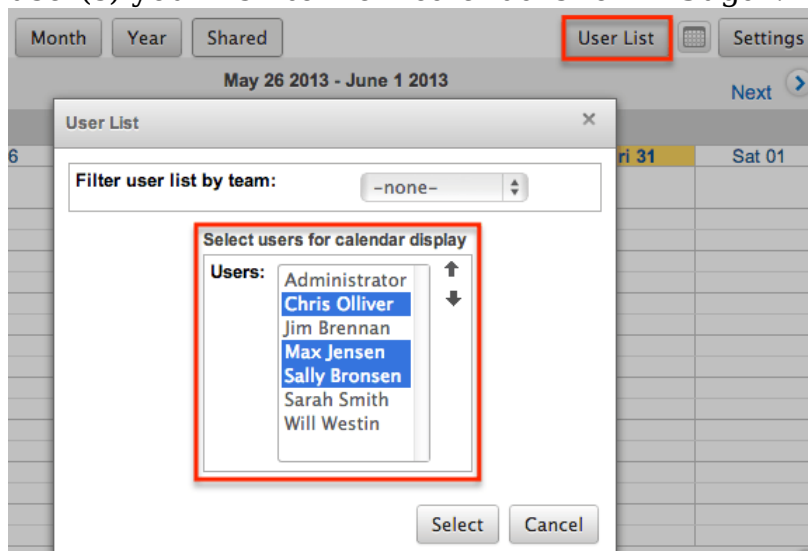 Month Year Shared User List Settings
May 26 2013 - June 1 2013
Next
User List
6 ri 31 Sat 01
Filter user list by team: -none-
Select users for calendar display
Users:
Administrator
Chris Olliver
Jim Brennan
Max Jensen
Sally Bronsen
Sarah Smith
Will Westin
Select Cancel